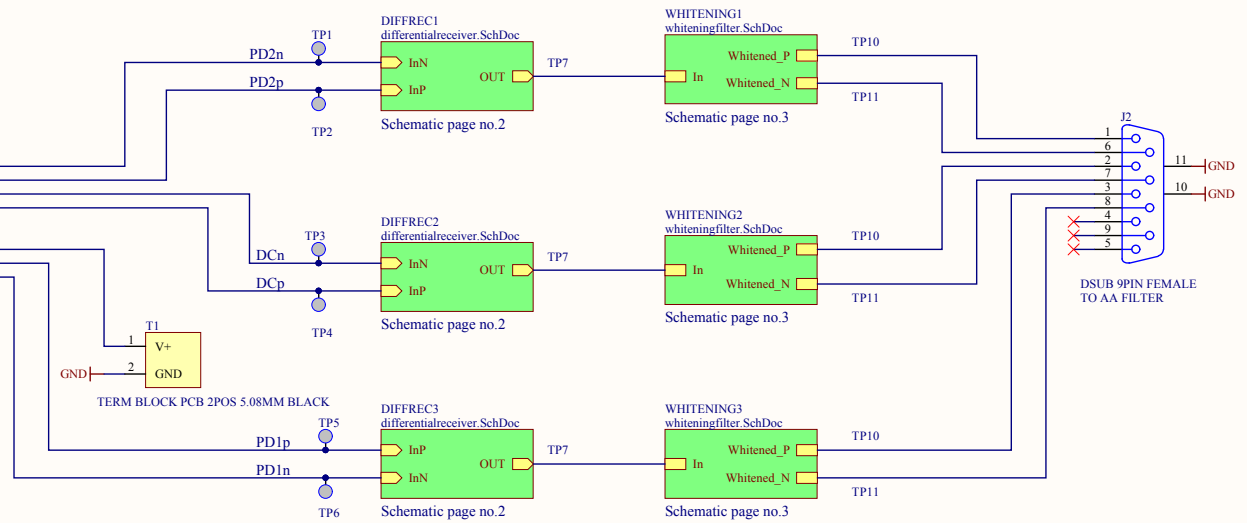 DIFFREC1
differentialreceiver.SchDoc
TP1
PD2n
InN
OUT
TP7
PD2p
InP
TP2
Schematic page no.2
WHITENING1
whiteningfilter.SchDoc
Whitened_P
TP10
In
Whitened_N
TP11
Schematic page no.3
DIFFREC2
differentialreceiver.SchDoc
TP3
DCn
InN
OUT
TP7
DCp
InP
TP4
Schematic page no.2
WHITENING2
whiteningfilter.SchDoc
Whitened_P
TP10
In
Whitened_N
TP11
Schematic page no.3
J2
1
6
2
7
3
8
4
9
5
11
GND
10
GND
DSUB 9PIN FEMALE
TO AA FILTER
T1
1
V+
GND
2
GND
TERM BLOCK PCB 2POS 5.08MM BLACK
DIFFREC3
differentialreceiver.SchDoc
TP5
PD1p
InP
OUT
TP7
PD1n
InN
TP6
Schematic page no.2
WHITENING3
whiteningfilter.SchDoc
Whitened_P
TP10
In
Whitened_N
TP11
Schematic page no.3